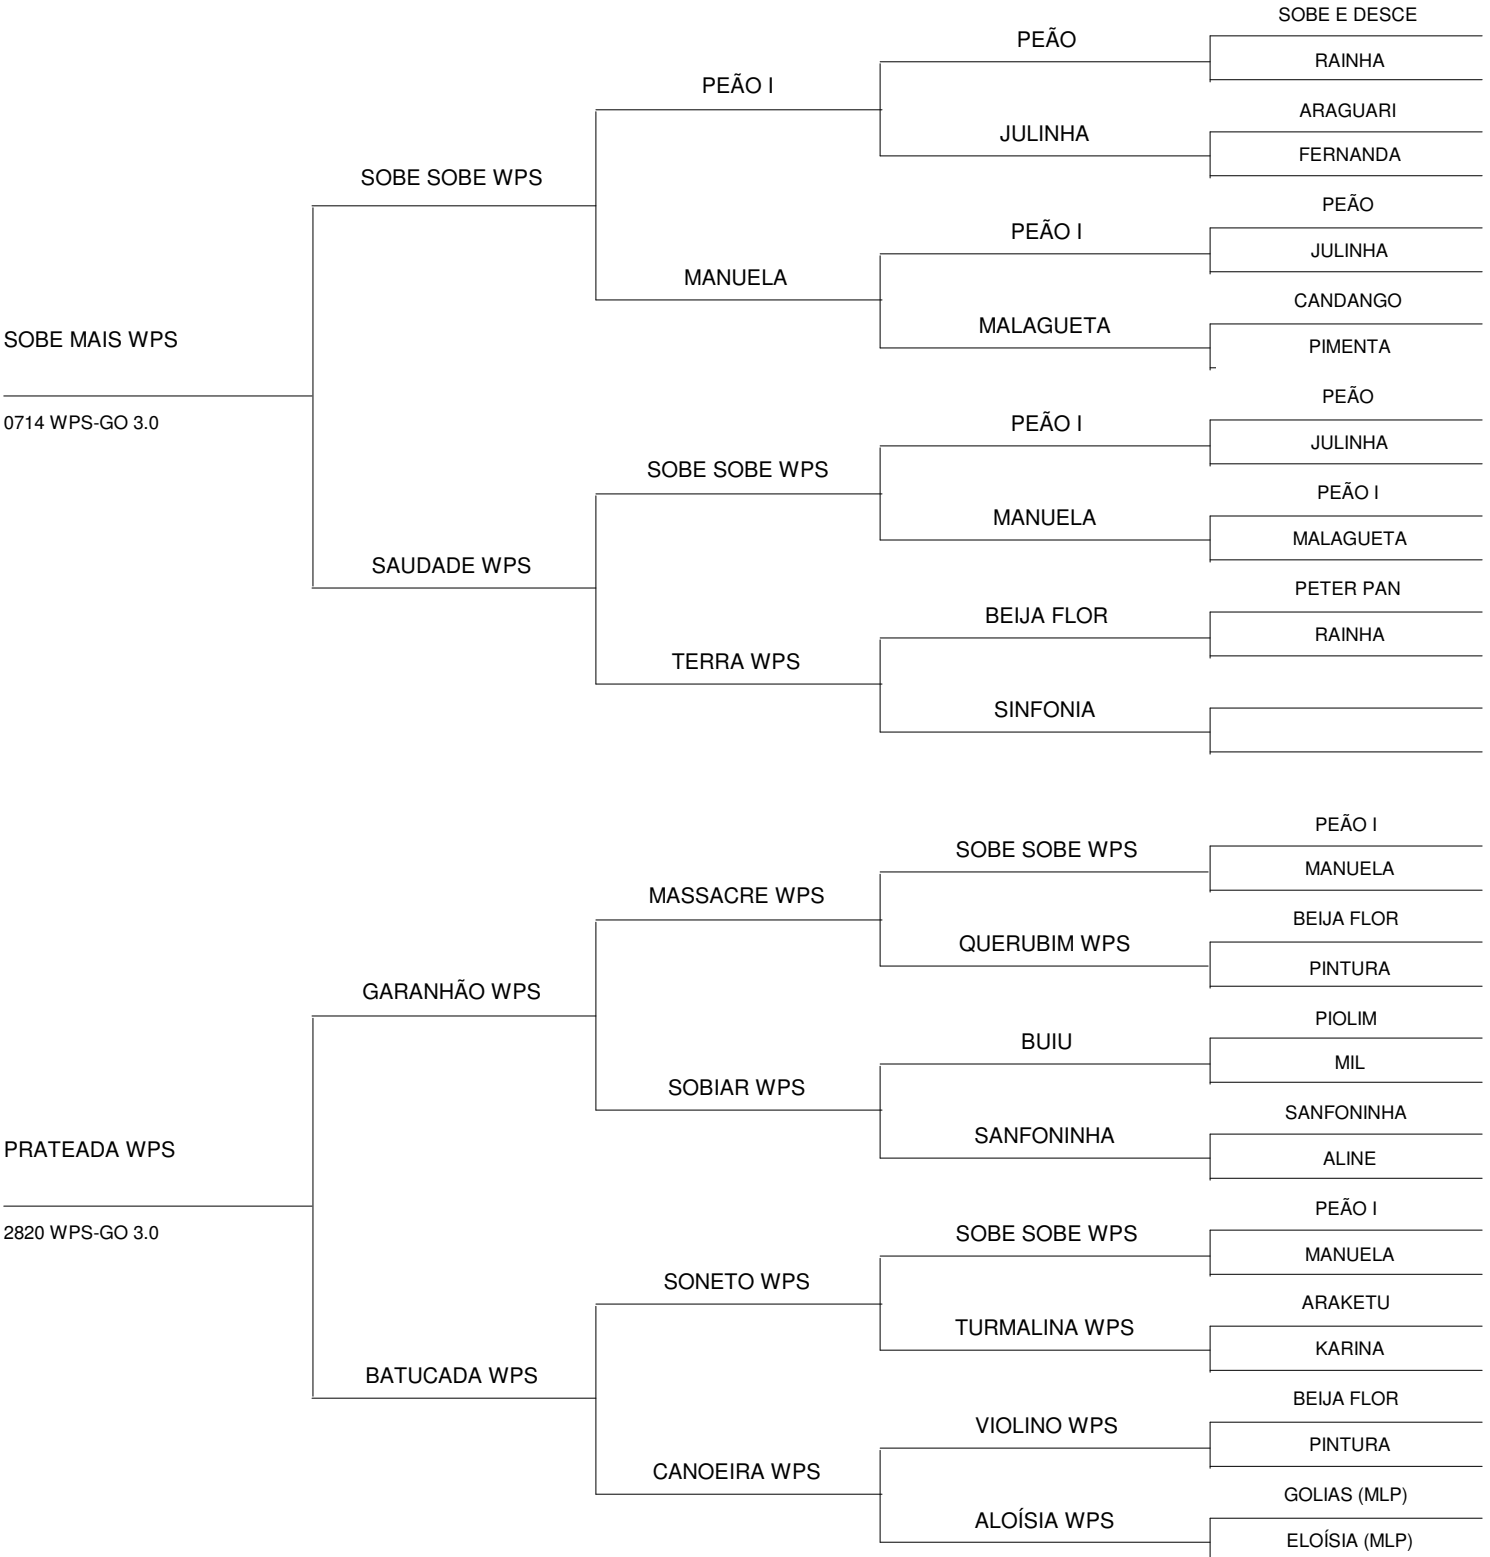 SOBE E DESCE
PEÃO
RAINHA
PEÃO I
ARAGUARI
JULINHA
FERNANDA
SOBE SOBE WPS
PEÃO
PEÃO I
JULINHA
MANUELA
CANDANGO
MALAGUETA
PIMENTA
SOBE MAIS WPS
0714 WPS-GO 3.0
PEÃO
PEÃO I
JULINHA
SOBE SOBE WPS
PEÃO I
MANUELA
MALAGUETA
SAUDADE WPS
PETER PAN
BEIJA FLOR
RAINHA
TERRA WPS
SINFONIA
PEÃO I
SOBE SOBE WPS
MANUELA
MASSACRE WPS
BEIJA FLOR
QUERUBIM WPS
PINTURA
GARANHÃO WPS
PIOLIM
BUIU
MIL
SOBIAR WPS
SANFONINHA
SANFONINHA
ALINE
PRATEADA WPS
2820 WPS-GO 3.0
PEÃO I
SOBE SOBE WPS
MANUELA
SONETO WPS
ARAKETU
TURMALINA WPS
KARINA
BATUCADA WPS
BEIJA FLOR
VIOLINO WPS
PINTURA
CANOEIRA WPS
GOLIAS (MLP)
ALOÍSIA WPS
ELOÍSIA (MLP)